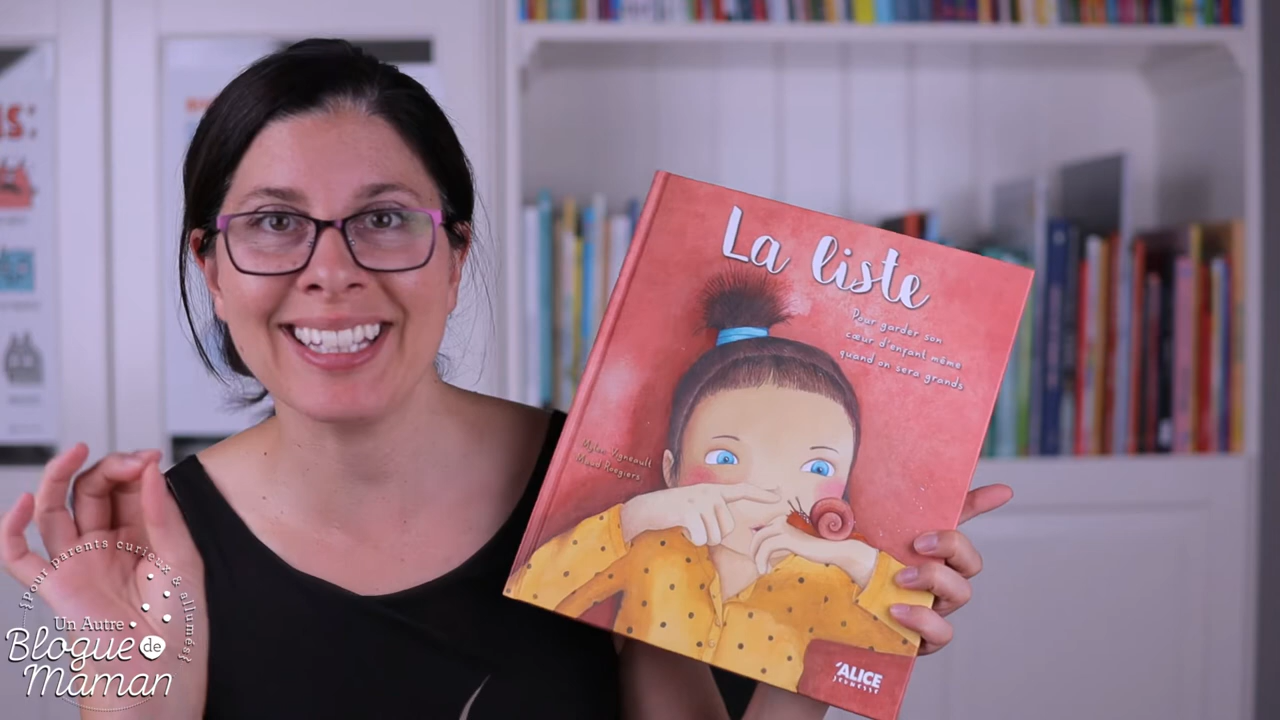 is:
La liste
Pour garder son
cœur d'enfant même
quand on sera grands
Mylen Vigneault
Maud Roegiers
'ALICE
JEUNESSE
{Pour parents curieux & allumés}
Un Autre
Blogue de
Maman